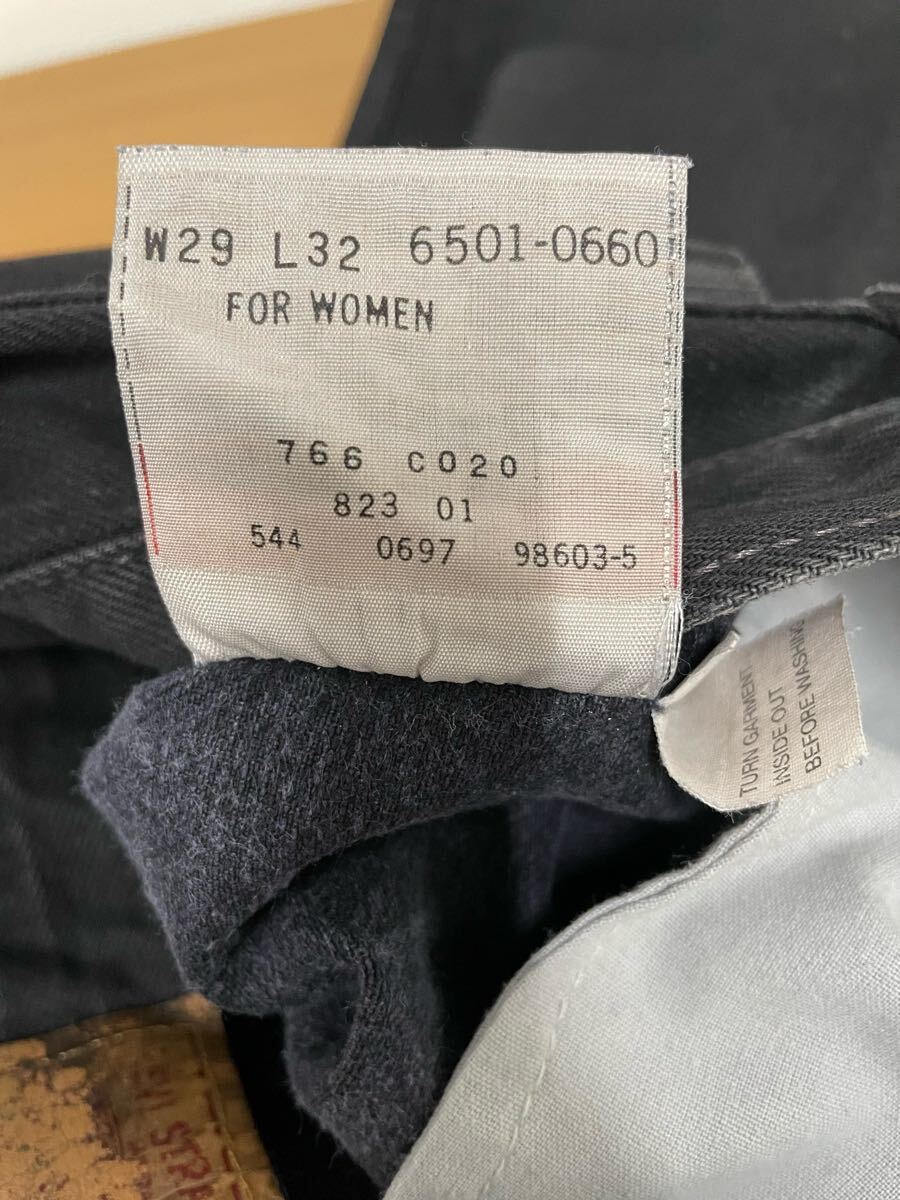 W29 L32 6501-0660
FOR WOMEN
766 C020
823 01
544 0697 98603-5
TURN GARMENT
INSIDE OUT
BEFORE WASHING